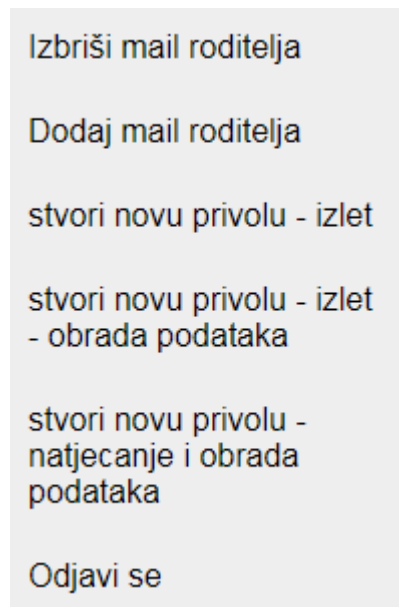 Izbriši mail roditelja
Dodaj mail roditelja
stvori novu privolu - izlet
stvori novu privolu - izlet
- obrada podataka
stvori novu privolu -
natjecanje i obrada
podataka
Odjavi se